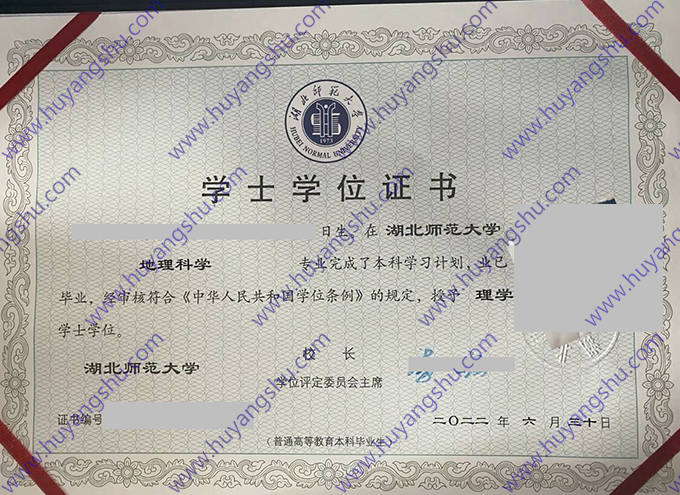 湖北师范大学
HUBEI NORMAL UNIVERSITY
1973
学士学位证书
日生，在 湖北师范大学
地理科学 专业完成了本科学习计划，业已
毕业，经审核符合《中华人民共和国学位条例》的规定，授予 理学
学士学位。
湖北师范大学
校长
学位评定委员会主席
证书编号
二〇二二年 六月三十日
（普通高等教育本科毕业生）
www.huyangshu.com